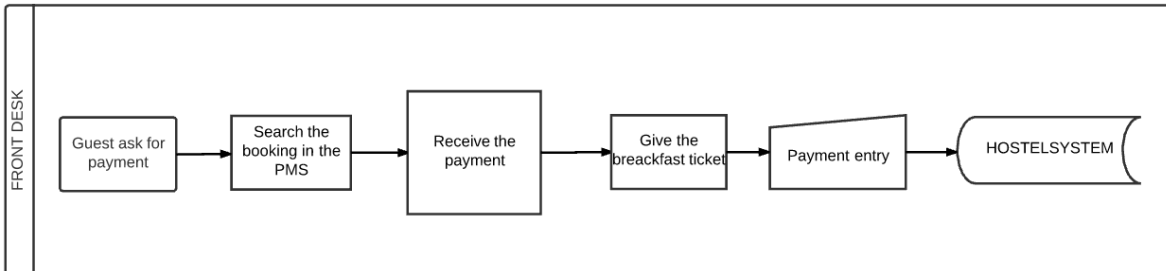 FRONT DESK
Guest ask for
payment
Search the
booking in the
PMS
Receive the
payment
Give the
breackfast ticket
Payment entry
HOSTELSYSTEM